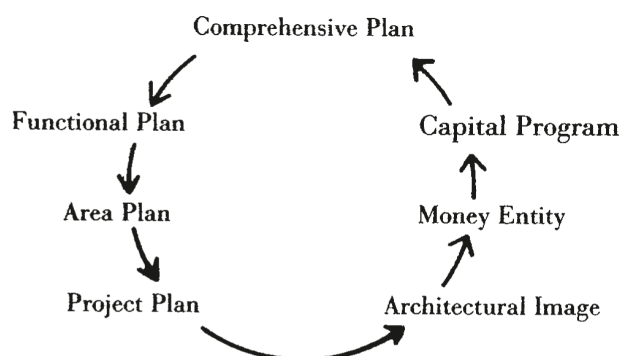 Comprehensive Plan
Functional Plan
Capital Program
Area Plan
Money Entity
Project Plan
Architectural Image